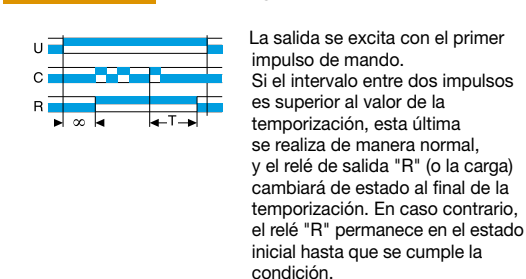 U
C
R
∞
T
La salida se excita con el primer
impulso de mando.
Si el intervalo entre dos impulsos
es superior al valor de la
temporización, esta última
se realiza de manera normal,
y el relé de salida "R" (o la carga)
cambiará de estado al final de la
temporización. En caso contrario,
el relé "R" permanece en el estado
inicial hasta que se cumple la
condición.